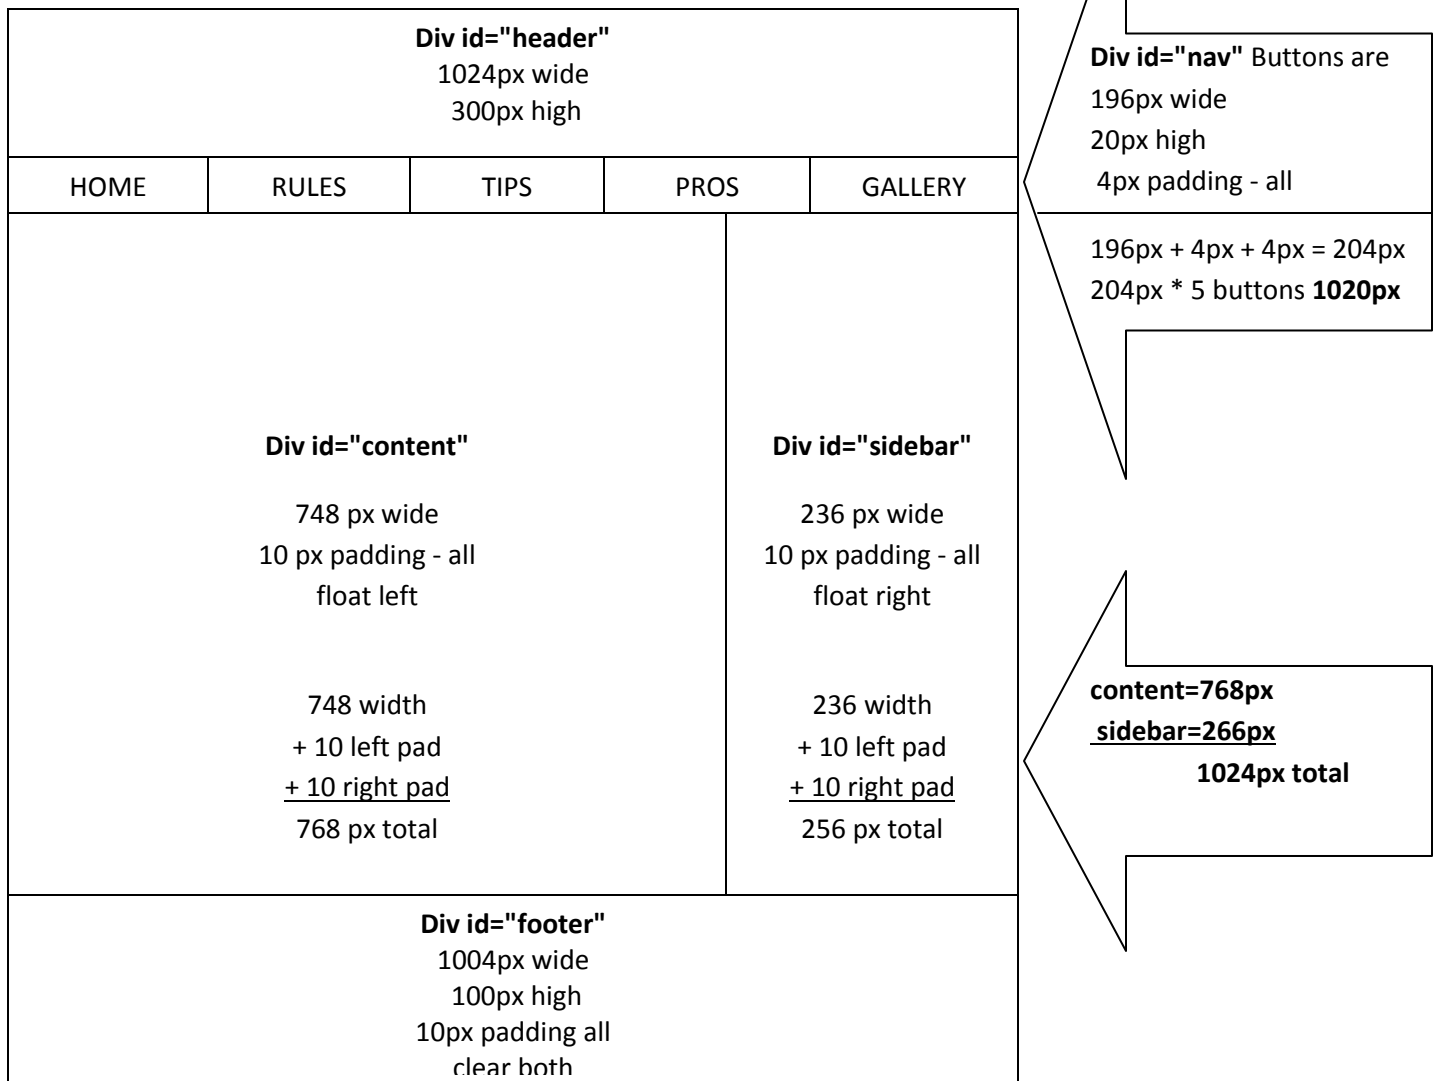 Div id="header"
1024px wide
300px high
HOME RULES TIPS PROS GALLERY
Div id="nav" Buttons are
196px wide
20px high
4px padding - all
196px + 4px + 4px = 204px
204px * 5 buttons 1020px
Div id="content"
748 px wide
10 px padding - all
float left
748 width
+ 10 left pad
+ 10 right pad
768 px total
Div id="sidebar"
236 px wide
10 px padding - all
float right
236 width
+ 10 left pad
+ 10 right pad
256 px total
content=768px
sidebar=266px
1024px total
Div id="footer"
1004px wide
100px high
10px padding all
clear both